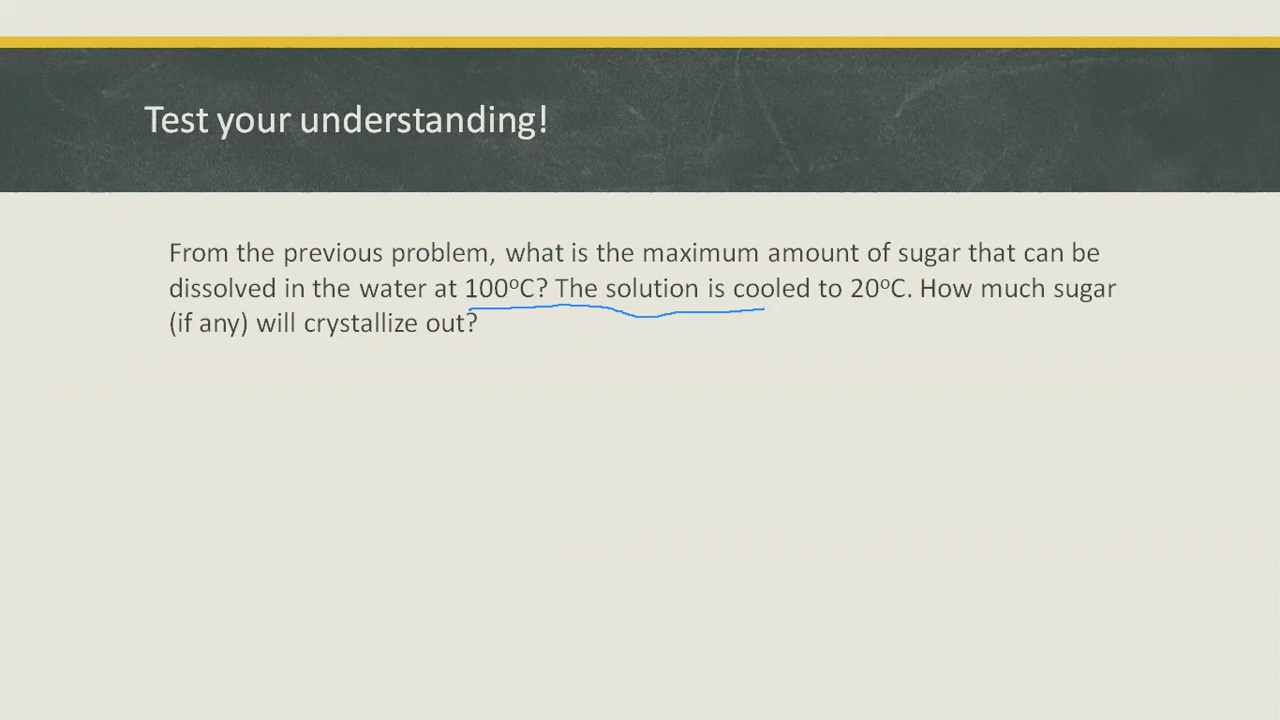 Test your understanding!
From the previous problem, what is the maximum amount of sugar that can be
dissolved in the water at 100ºC? The solution is cooled to 20ºC. How much sugar
(if any) will crystallize out?